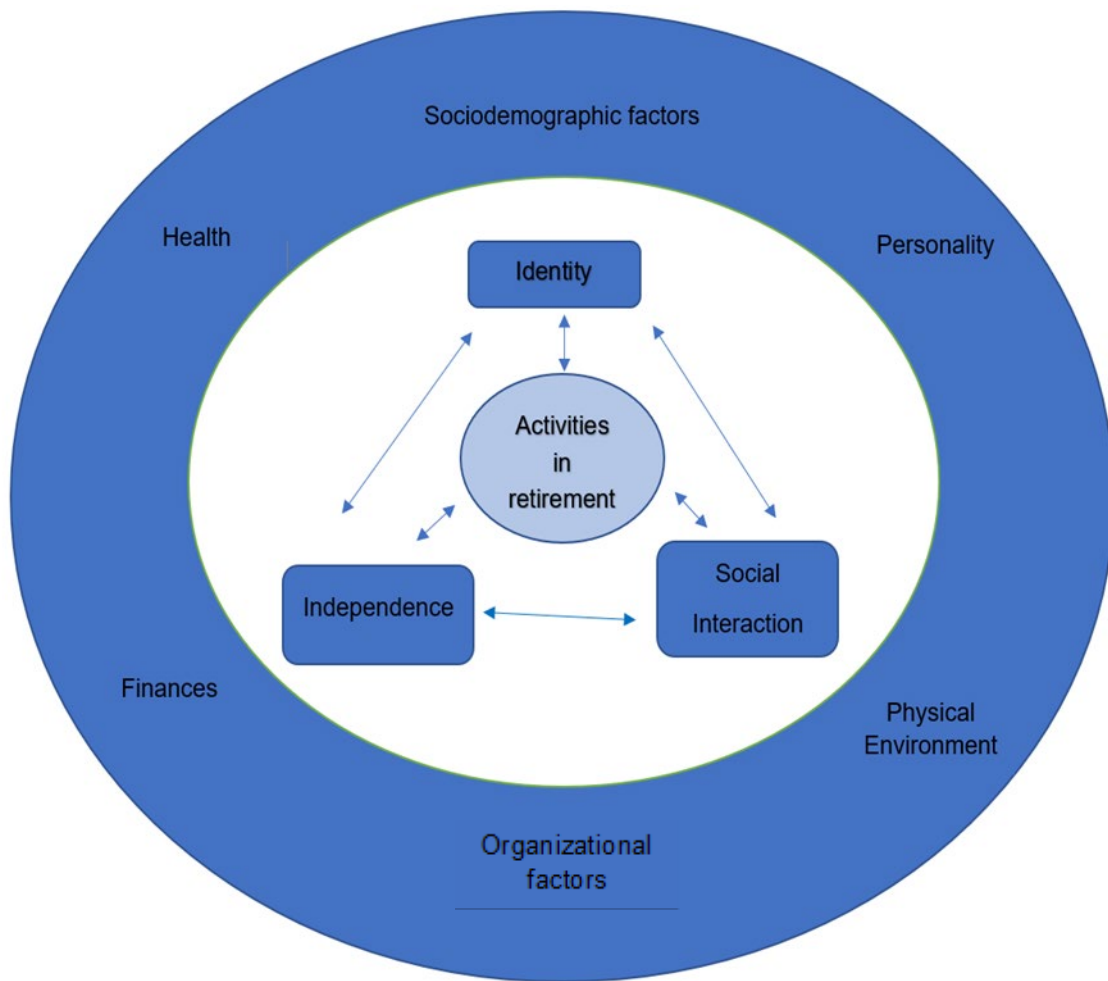 Sociodemographic factors
Health
Personality
Identity
Activities
in
retirement
Independence
Social
Interaction
Finances
Physical
Environment
Organizational
factors